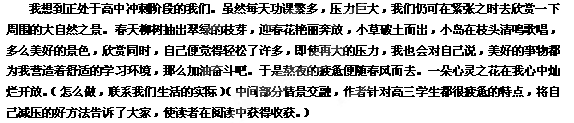 我想到正处于高中冲刺阶段的我们。虽然每天功课繁多，压力巨大，我们仍可在紧张之时去欣赏一下
周围的大自然之景。春天柳树抽出翠绿的枝芽，迎春花艳丽奔放，小草破土而出，小鸟在枝头清鸣歌唱，
多么美好的景色，欣赏同时，自己便觉得轻松了许多，即使再大的压力，我也会对自己说，美好的事物都
为我营造着舒适的学习环境，那么加油奋斗吧。于是熬夜的疲惫便随春风而去。一朵心灵之花在我心中灿
烂开放。(怎么做，联系我们生活的实际)(中间部分情景交融，作者针对高三学生都很疲惫的特点，将自
己减压的好方法告诉了大家，使读者在阅读中获得收获。)